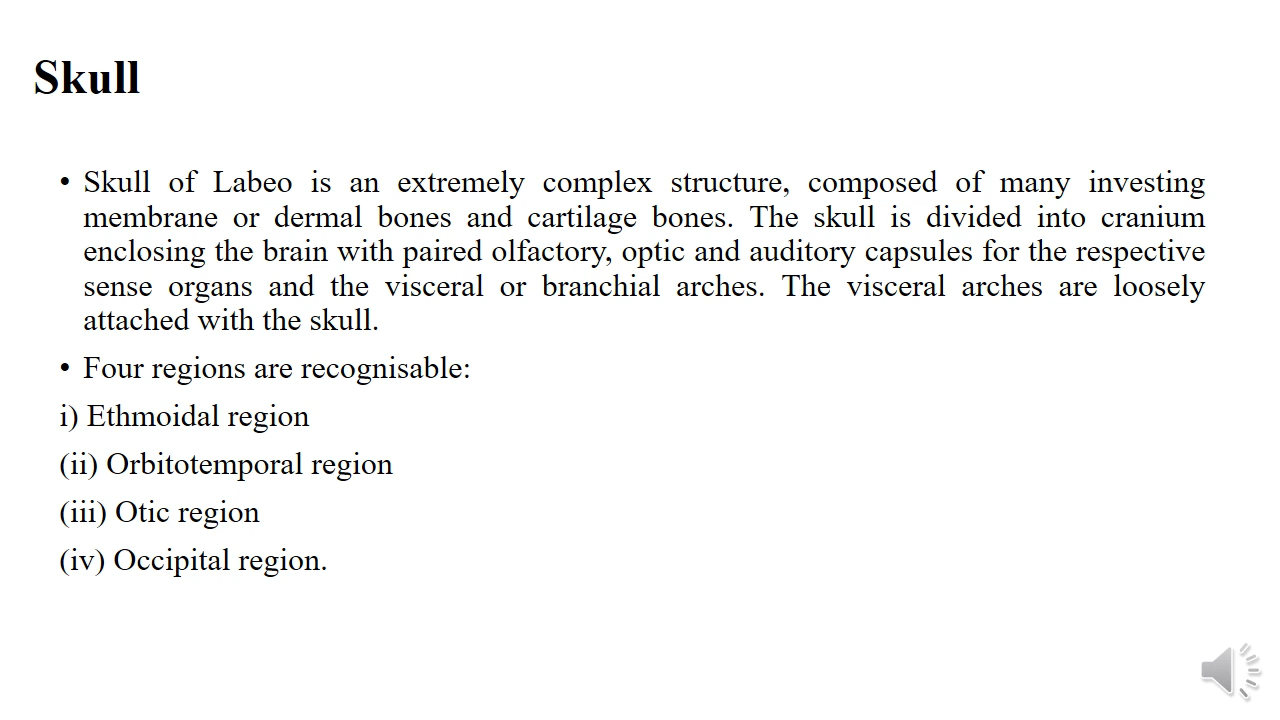 Skull
• Skull of Labeo is an extremely complex structure, composed of many investing
membrane or dermal bones and cartilage bones. The skull is divided into cranium
enclosing the brain with paired olfactory, optic and auditory capsules for the respective
sense organs and the visceral or branchial arches. The visceral arches are loosely
attached with the skull.
• Four regions are recognisable:
i) Ethmoidal region
(ii) Orbitotemporal region
(iii) Otic region
(iv) Occipital region.